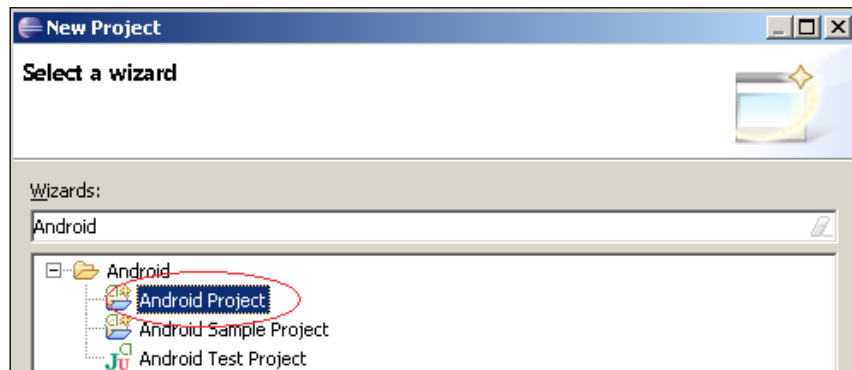 New Project
Select a wizard
Wizards:
Android
Android
Android Project
Android Sample Project
Android Test Project